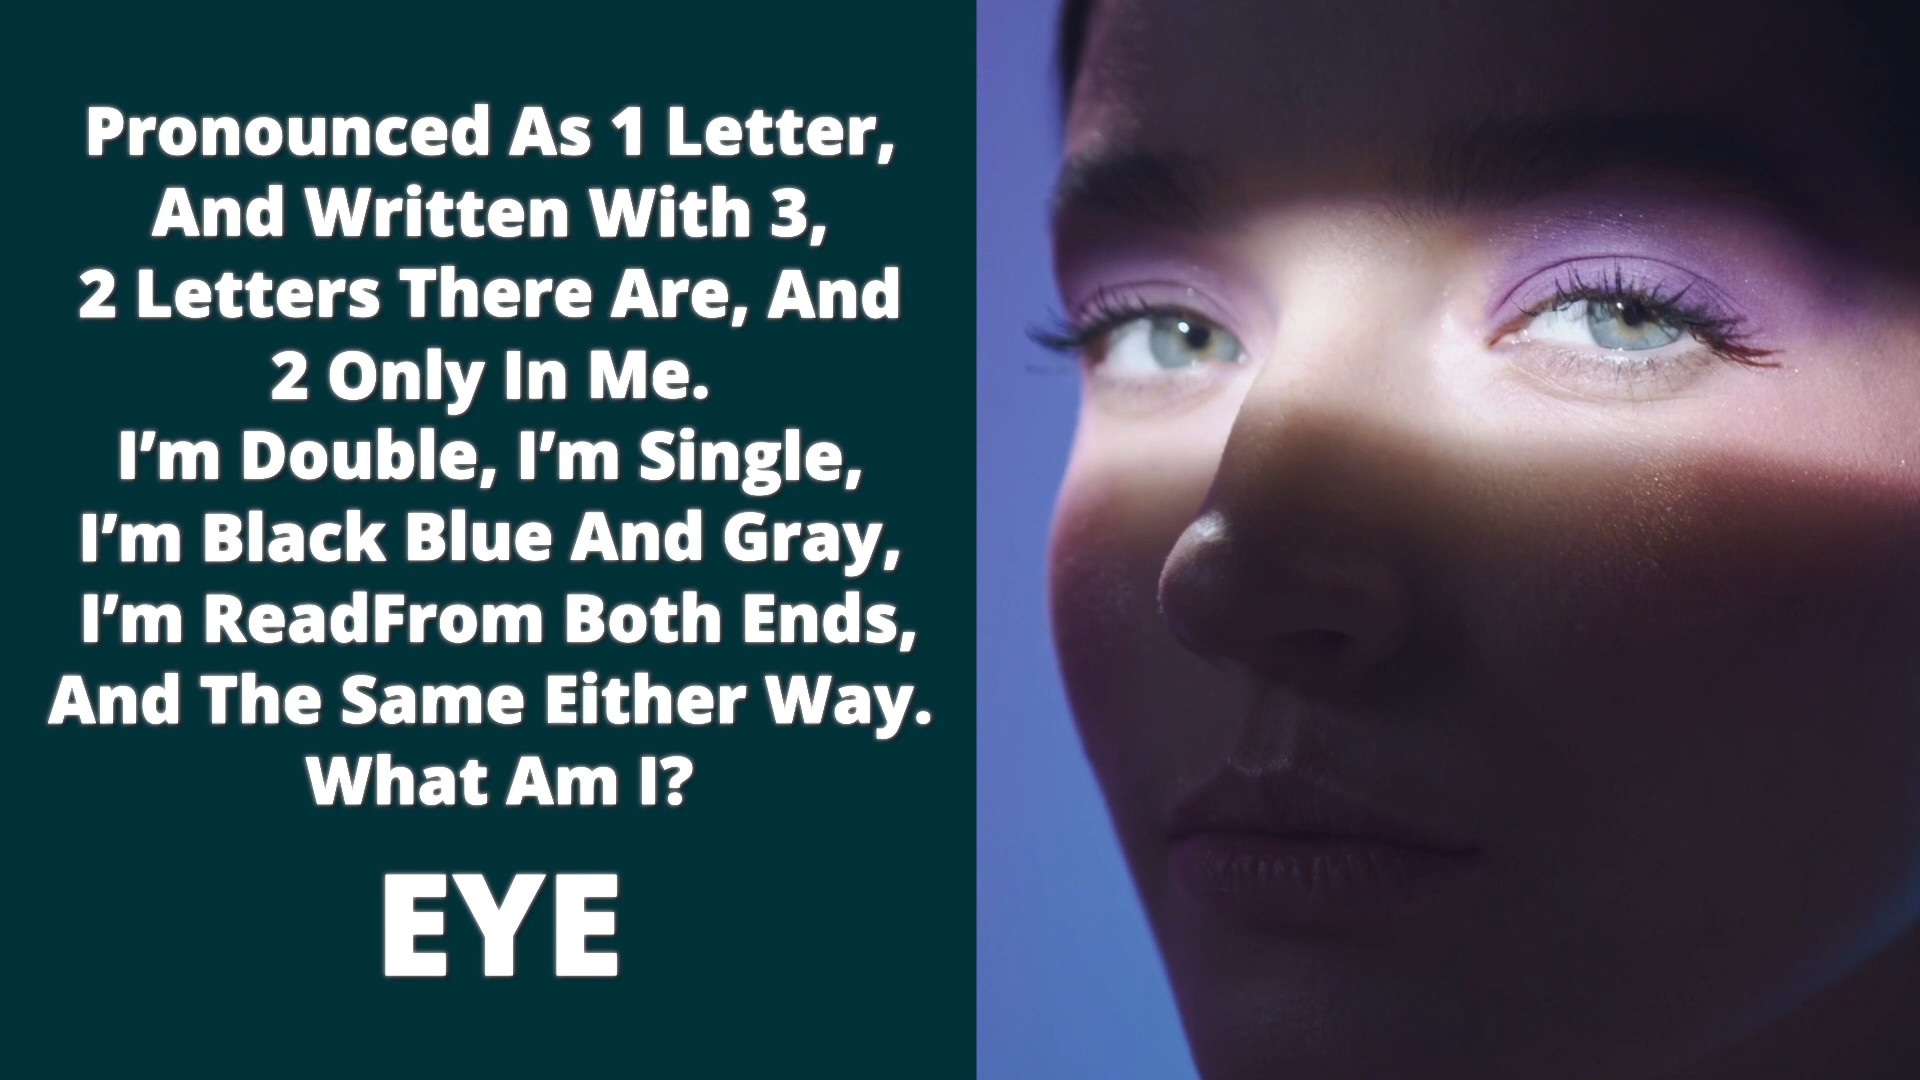 Pronounced As 1 Letter,
And Written With 3,
2 Letters There Are, And
2 Only In Me.
I’m Double, I’m Single,
I’m Black Blue And Gray,
I’m ReadFrom Both Ends,
And The Same Either Way.
What Am I?
EYE